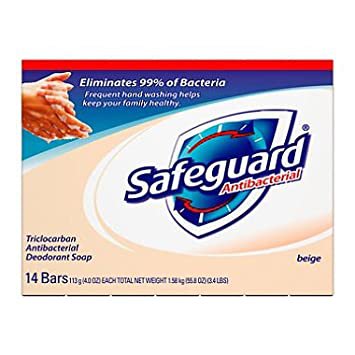 Eliminates 99% of Bacteria
Frequent hand washing helps
keep your family healthy.
Safeguard®
Antibacterial
Triclocarban
Antibacterial
Deodorant Soap
beige
14 Bars 113 g (4.0 OZ) EACH TOTAL NET WEIGHT 1.58 kg (55.8 OZ) (3.4 LBS)